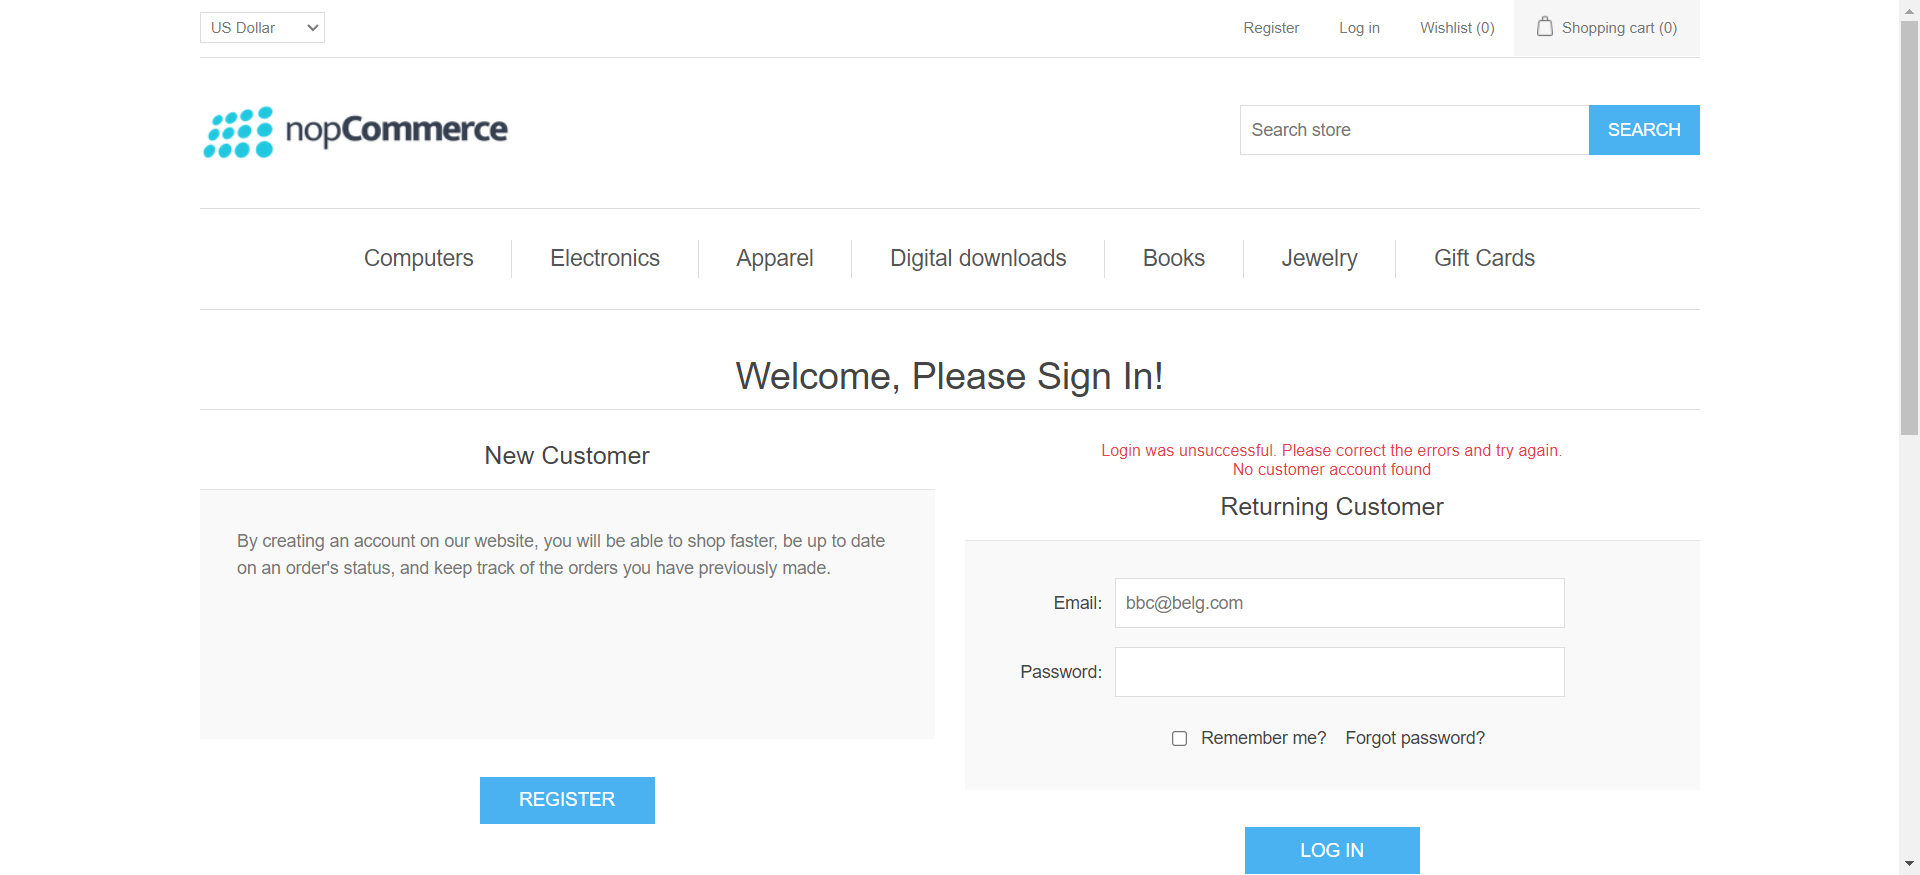 US Dollar
Register
Log in
Wishlist (0)
Shopping cart (0)
nopCommerce
Search store
SEARCH
Computers
Electronics
Apparel
Digital downloads
Books
Jewelry
Gift Cards
Welcome, Please Sign In!
New Customer
By creating an account on our website, you will be able to shop faster, be up to date
on an order's status, and keep track of the orders you have previously made.
REGISTER
Login was unsuccessful. Please correct the errors and try again.
No customer account found
Returning Customer
Email:
bbc@belg.com
Password:
Remember me?
Forgot password?
LOG IN